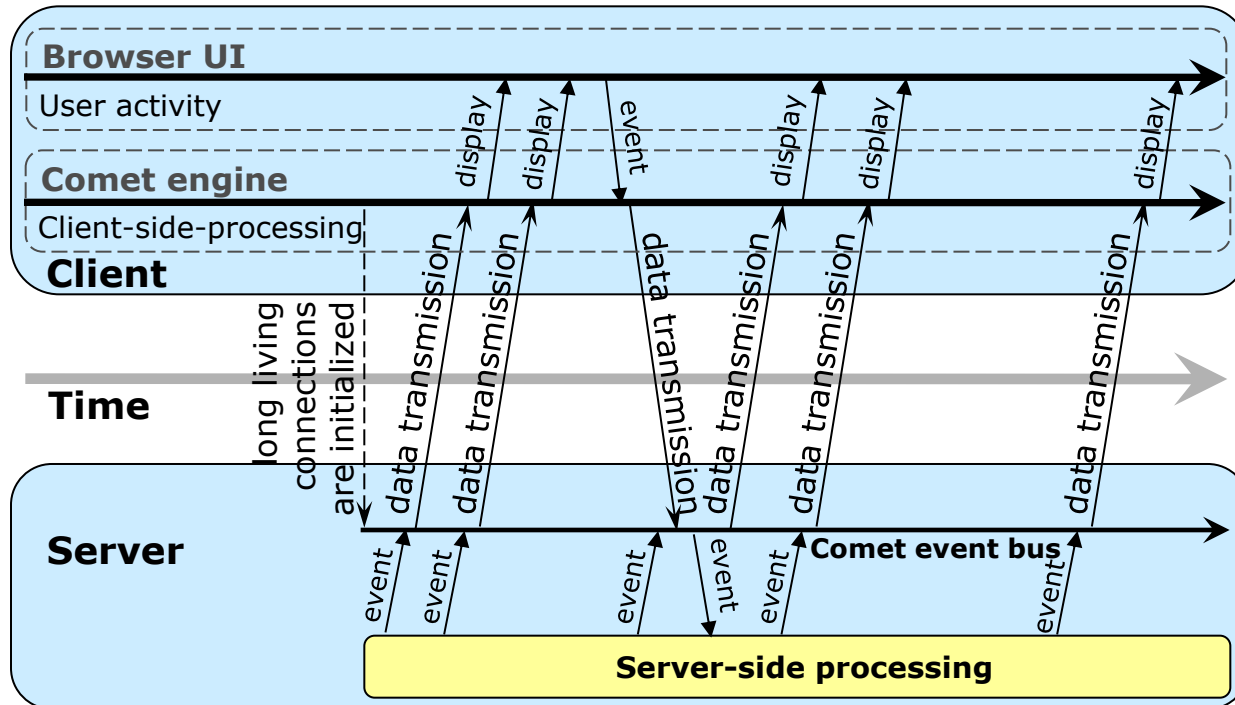 Browser UI
User activity
display
display
event
display
display
display
Comet engine
Client-side-processing
Client
long living
connections
are initialized
data transmission
data transmission
data transmission
data transmission
data transmission
data transmission
Time
Server
Comet event bus
event
event
event
event
event
event
Server-side processing